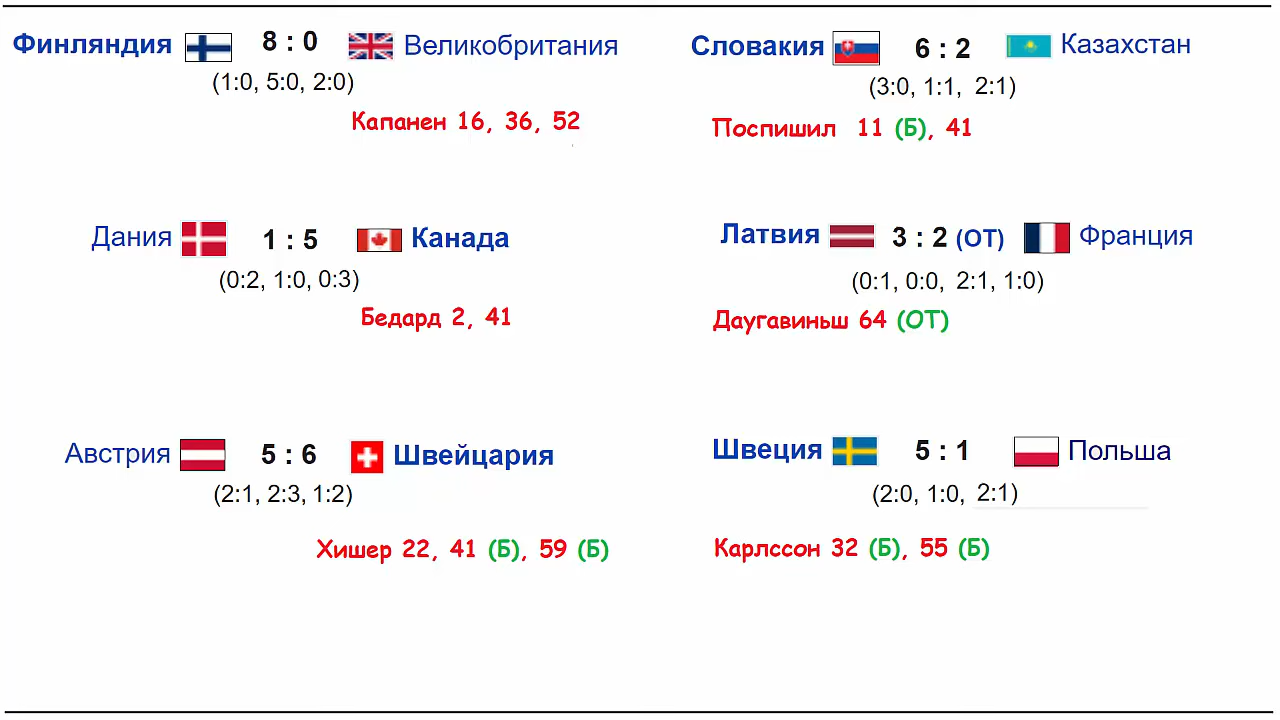 Финляндия 8 : 0 Великобритания
(1:0, 5:0, 2:0)
Капанен 16, 36, 52
Словакия 6 : 2 Казахстан
(3:0, 1:1, 2:1)
Поспишил 11 (Б), 41
Дания 1 : 5 Канада
(0:2, 1:0, 0:3)
Бедард 2, 41
Латвия 3 : 2 (ОТ) Франция
(0:1, 0:0, 2:1, 1:0)
Даугавиньш 64 (ОТ)
Австрия 5 : 6 Швейцария
(2:1, 2:3, 1:2)
Хишер 22, 41 (Б), 59 (Б)
Швеция 5 : 1 Польша
(2:0, 1:0, 2:1)
Карлссон 32 (Б), 55 (Б)